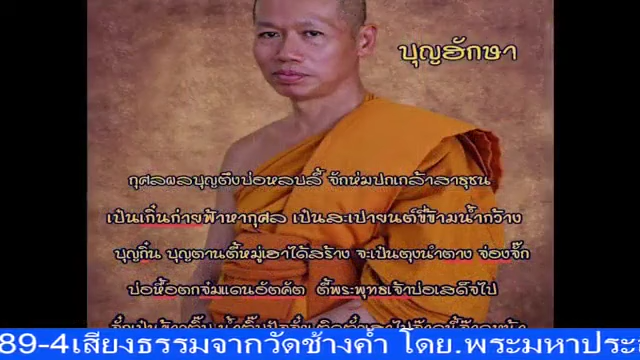 บุญฮักษา
กุศลผลบุญตึงบ่อหลบลี้ จักห่มปกเกล้าสาธุชน
เป๋นเกิ๋นก่ายฟ้าหากุศล เป๋นสะเปายนต์ขี่ข้ามน้ำกว้าง
บุญกิ๋น บุญตานตี้หมู่เฮาได้สร้าง จะเป๋นตุงนำตาง จ่องจั๊ก
บ่อหื้อตกจ๋มแดนอัตคัต ตี้พระพุทธเจ้าบ่อเสด็จไป
89-4เสียงธรรมจากวัดช้างค้ำ โดย.พระมหาประ